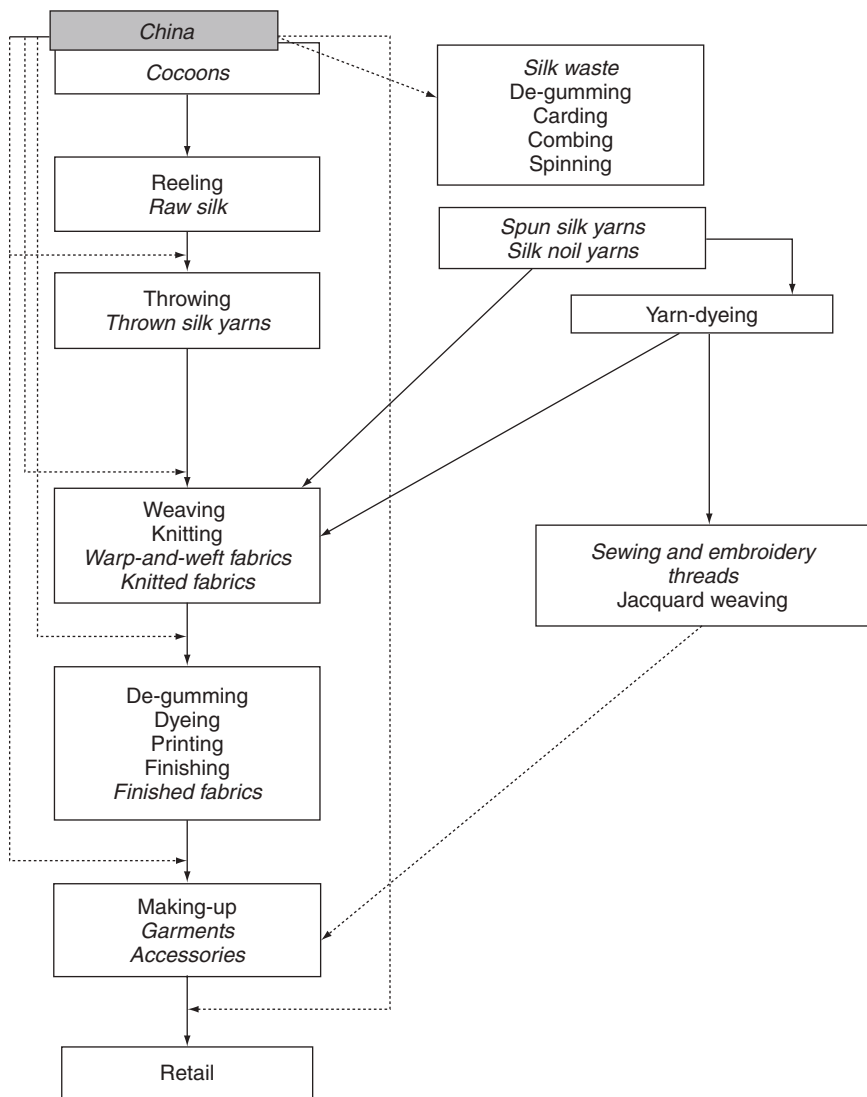 China
Cocoons
Reeling
Raw silk
Throwing
Thrown silk yarns
Weaving
Knitting
Warp-and-weft fabrics
Knitted fabrics
De-gumming
Dyeing
Printing
Finishing
Finished fabrics
Making-up
Garments
Accessories
Retail
Silk waste
De-gumming
Carding
Combing
Spinning
Spun silk yarns
Silk noil yarns
Yarn-dyeing
Sewing and embroidery
threads
Jacquard weaving